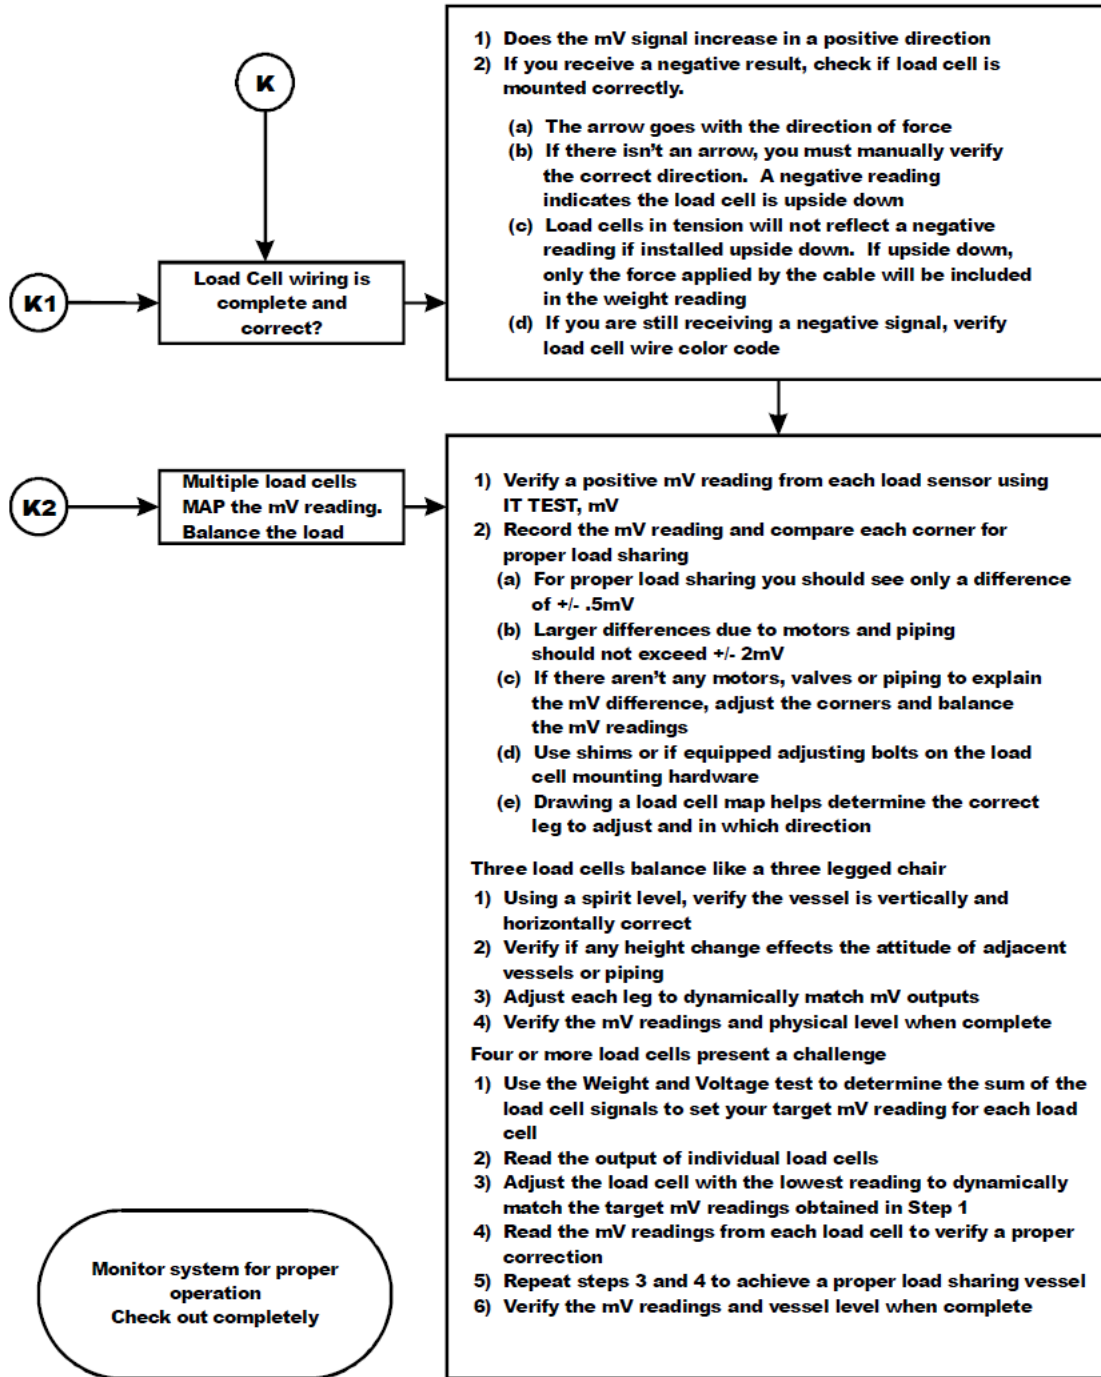 K
K1
Load Cell wiring is
complete and
correct?
1) Does the mV signal increase in a positive direction
2) If you receive a negative result, check if load cell is
mounted correctly.
(a) The arrow goes with the direction of force
(b) If there isn't an arrow, you must manually verify
the correct direction. A negative reading
indicates the load cell is upside down
(c) Load cells in tension will not reflect a negative
reading if installed upside down. If upside down,
only the force applied by the cable will be included
in the weight reading
(d) If you are still receiving a negative signal, verify
load cell wire color code
K2
Multiple load cells
MAP the mV reading.
Balance the load
1) Verify a positive mV reading from each load sensor using
IT TEST, mV
2) Record the mV reading and compare each corner for
proper load sharing
(a) For proper load sharing you should see only a difference
of +/- .5mV
(b) Larger differences due to motors and piping
should not exceed +/- 2mV
(c) If there aren't any motors, valves or piping to explain
the mV difference, adjust the corners and balance
the mV readings
(d) Use shims or if equipped adjusting bolts on the load
cell mounting hardware
(e) Drawing a load cell map helps determine the correct
leg to adjust and in which direction
Three load cells balance like a three legged chair
1) Using a spirit level, verify the vessel is vertically and
horizontally correct
2) Verify if any height change effects the attitude of adjacent
vessels or piping
3) Adjust each leg to dynamically match mV outputs
4) Verify the mV readings and physical level when complete
Four or more load cells present a challenge
1) Use the Weight and Voltage test to determine the sum of the
load cell signals to set your target mV reading for each load
cell
2) Read the output of individual load cells
3) Adjust the load cell with the lowest reading to dynamically
match the target mV readings obtained in Step 1
4) Read the mV readings from each load cell to verify a proper
correction
5) Repeat steps 3 and 4 to achieve a proper load sharing vessel
6) Verify the mV readings and vessel level when complete
Monitor system for proper
operation
Check out completely